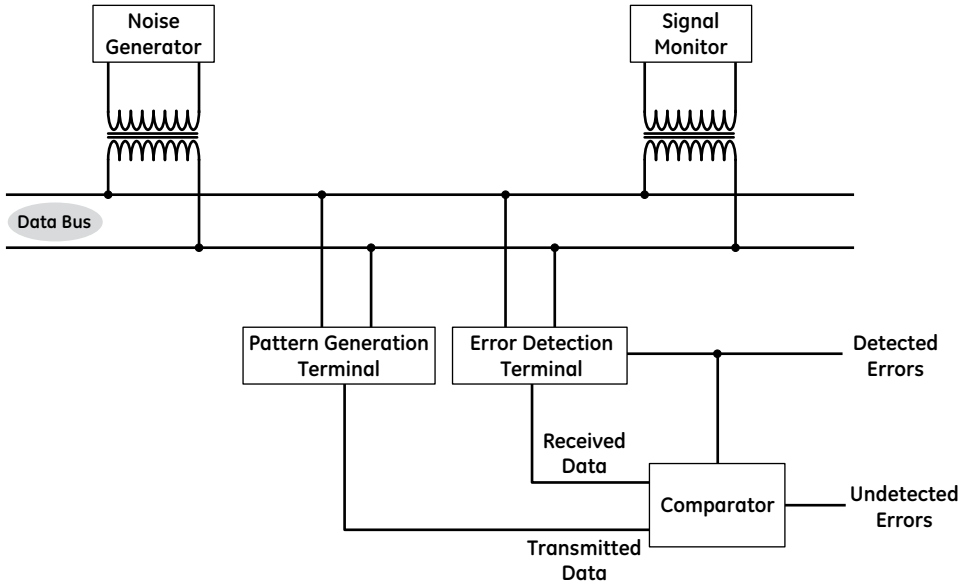 Noise
Generator
Signal
Monitor
Data Bus
Pattern Generation
Terminal
Error Detection
Terminal
Detected
Errors
Received
Data
Comparator
Undetected
Errors
Transmitted
Data